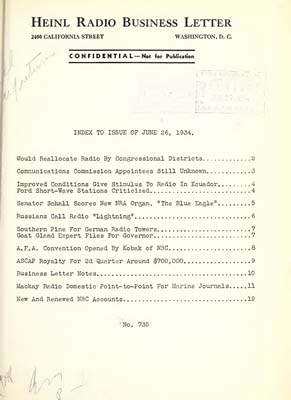 HEINL RADIO BUSINESS LETTER
2400 CALIFORNIA STREET WASHINGTON, D. C.
CONFIDENTIAL—Not for Publication
INDEX TO ISSUE OF JUNE 26, 1934.
Would Reallocate Radio By Congressional Districts............2
Communications Commission Appointees Still Unknown...........3
Improved Conditions Give Stimulus To Radio In Ecuador........4
Ford Short-Wave Stations Criticized..........................4
Senator Schall Scores New NRA Organ, "The Blue Eagle"........5
Russians Call Radio "Lightning"..............................6
Southern Pine For German Radio Towers........................7
Goat Gland Expert Files For Governor.........................7
A.F.A. Convention Opened By Kobak of NBC.....................8
ASCAP Royalty For 2d Quarter Around $700,000.................9
Business Letter Notes.......................................10
Mackay Radio Domestic Point-to-Point For Marine Journals.....11
New And Renewed NBC Accounts................................12
No. 735